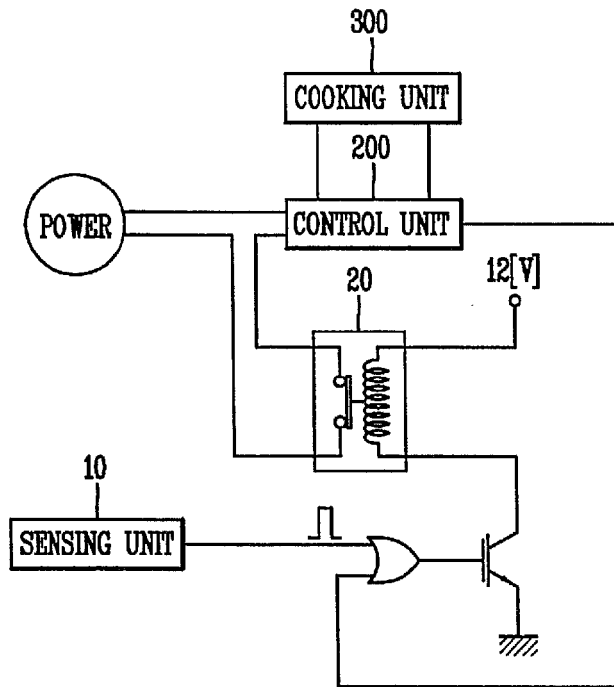 300
COOKING UNIT
200
POWER
CONTROL UNIT
12[V]
20
10
SENSING UNIT